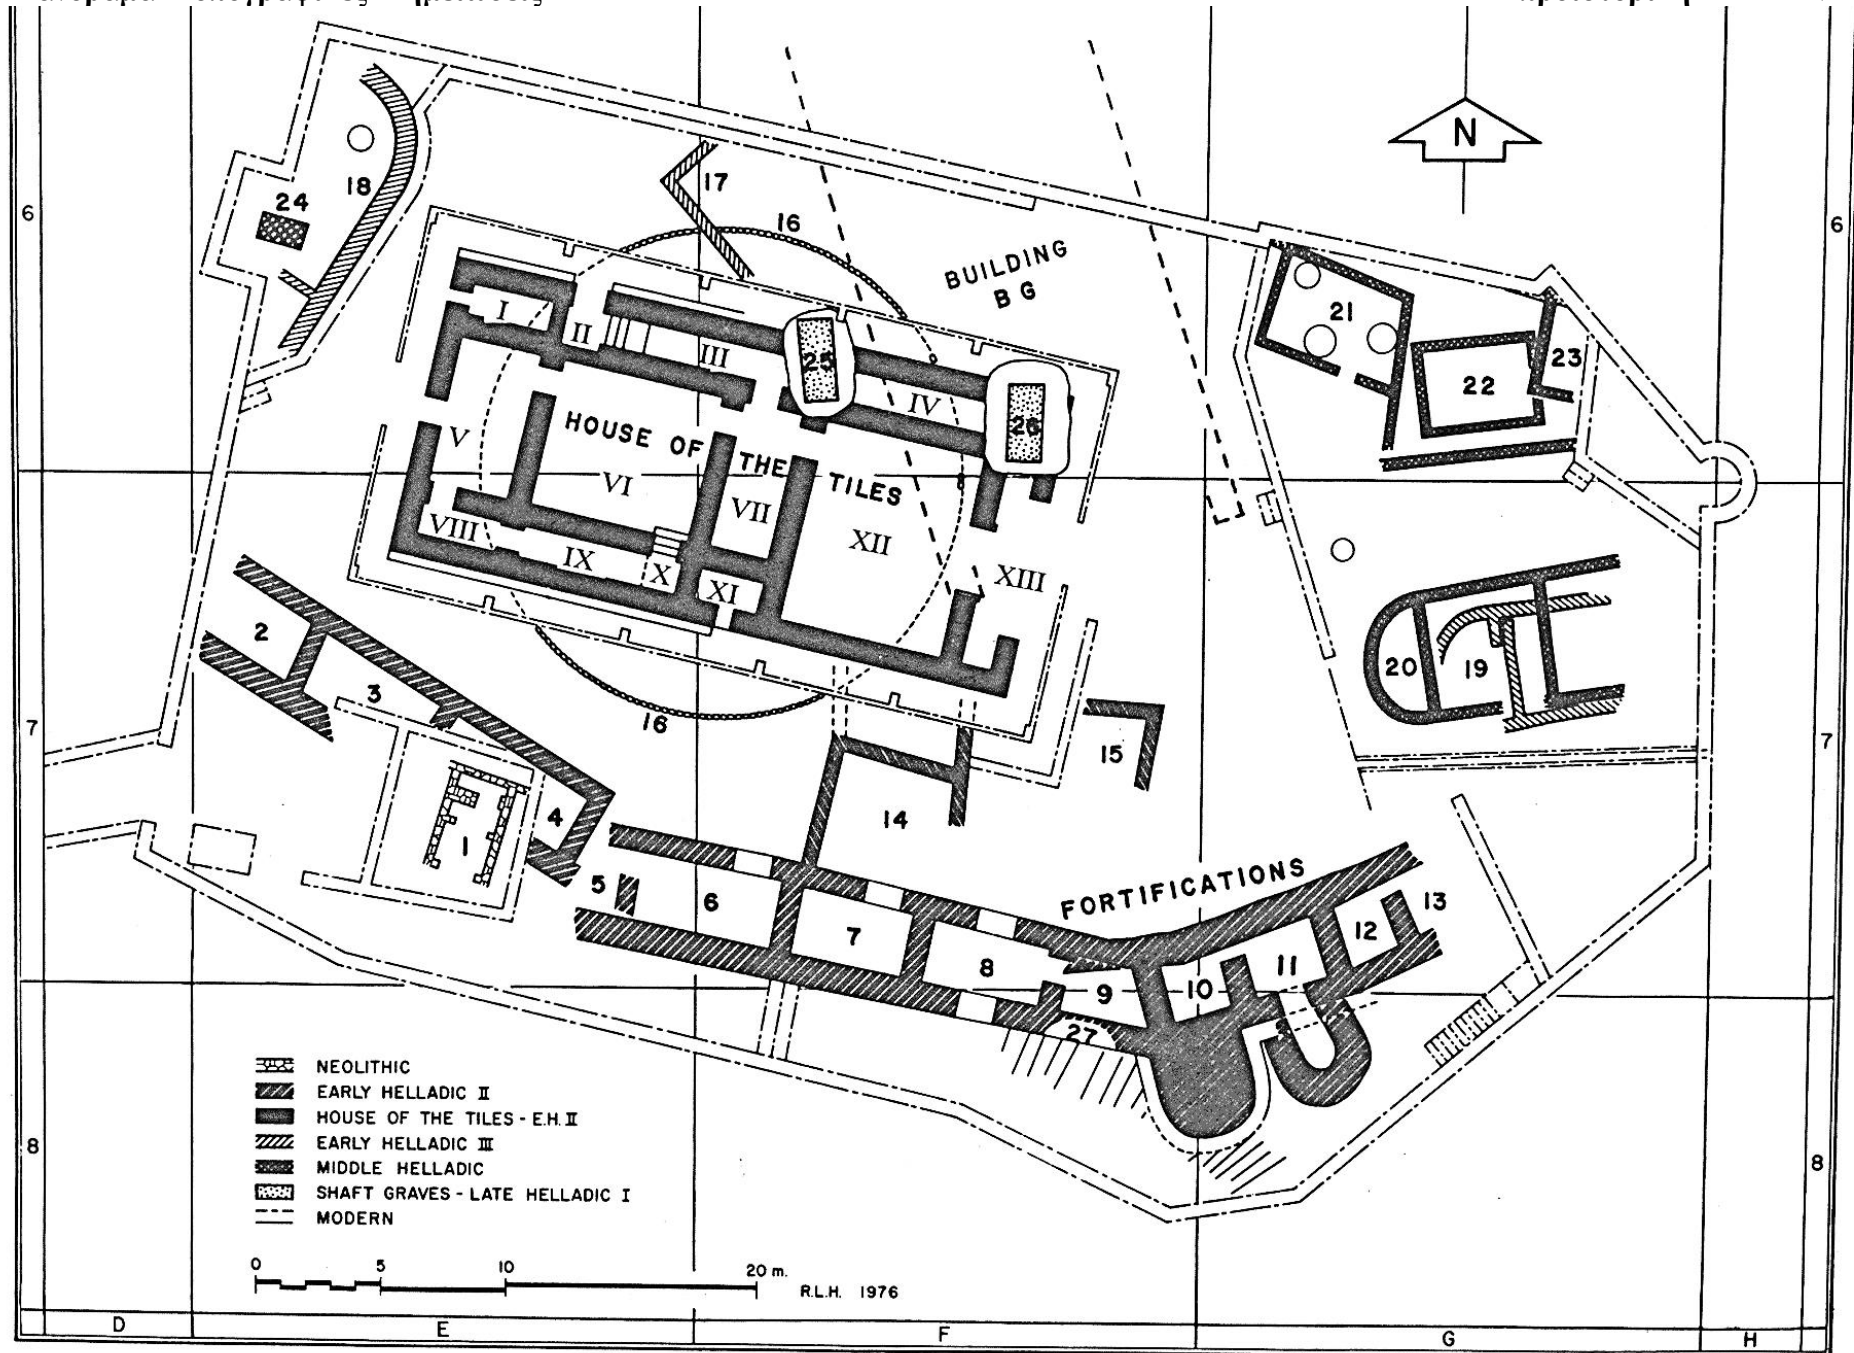 N
6
6
18
24
17
16
BUILDING
BG
21
22
23
I
II
III
25
IV
26
HOUSE OF THE TILES
V
VI
VII
VIII
IX
X
XI
XII
XIII
2
3
16
20
19
7
7
15
14
4
1
5
6
7
8
FORTIFICATIONS
9
10
11
12
13
27
NEOLITHIC
EARLY HELLADIC II
HOUSE OF THE TILES - E.H. II
EARLY HELLADIC III
MIDDLE HELLADIC
SHAFT GRAVES - LATE HELLADIC I
MODERN
8
8
0 5 10 20 m.
R.L.H. 1976
D E F G H